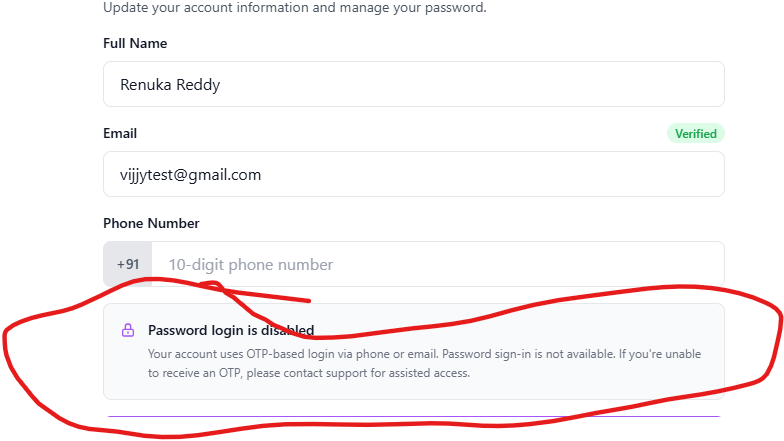 Update your account information and manage your password.
Full Name
Renuka Reddy
Email
Verified
vijjytest@gmail.com
Phone Number
+91
10-digit phone number
Password login is disabled
Your account uses OTP-based login via phone or email. Password sign-in is not available. If you're unable
to receive an OTP, please contact support for assisted access.